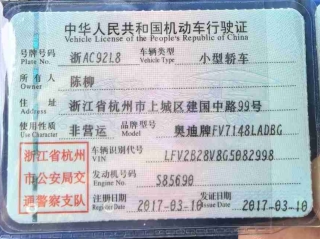 中华人民共和国机动车行驶证
Vehicle License of the People's Republic of China
号牌号码 浙AC92L8 车辆类型 小型轿车
Plate No. Vehicle Type
所有人 陈柳
Owner
住址 浙江省杭州市上城区建国中路99号
Address
使用性质 非营运 品牌型号 奥迪牌FV7148LADBG
Use Character Model
浙江省杭州 车辆识别代号 LFV2B28V8G5082998
VIN
市公安局交 发动机号码 S85690
Engine No.
通警察支队 注册日期 2017-03-10 发证日期 2017-03-10
Register Date Issue Date